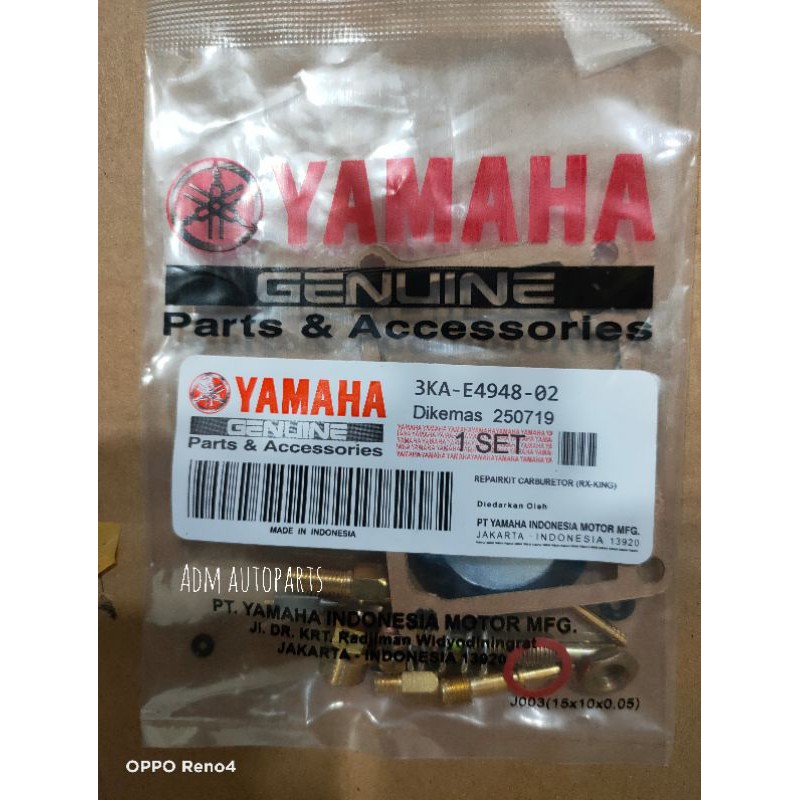 YAMAHA
GENUINE
Parts & Accessories
YAMAHA
GENUINE
Parts & Accessories
MADE IN INDONESIA
3KA-E4948-02
Dikemas 250719
1 SET
REPAIRKIT CARBURETOR (RX-KING)
Diedarkan Oleh
PT YAMAHA INDONESIA MOTOR MFG.
JAKARTA - INDONESIA 13920
ADM AUTOPARTS
PT. YAMAHA INDONESIA MOTOR MFG.
Jl. DR. KRT. Radjiman Widyodiningrat
JAKARTA - INDONESIA 13920
J003(15x10x0.05)
OPPO Reno4